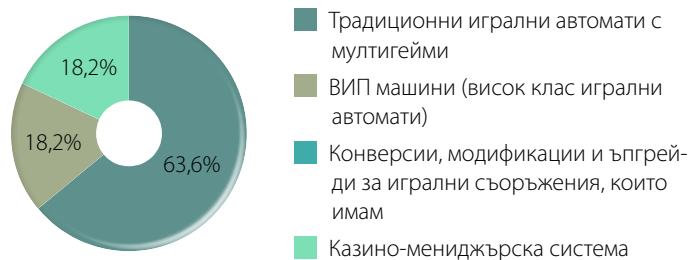 18,2%
18,2%
63,6%
Традиционни игрални автомати с
мултигейми
ВИП машини (висок клас игрални
автомати)
Конверсии, модификации и ъпгрей-
ди за игрални съоръжения, които
имам
Казино-мениджърска система